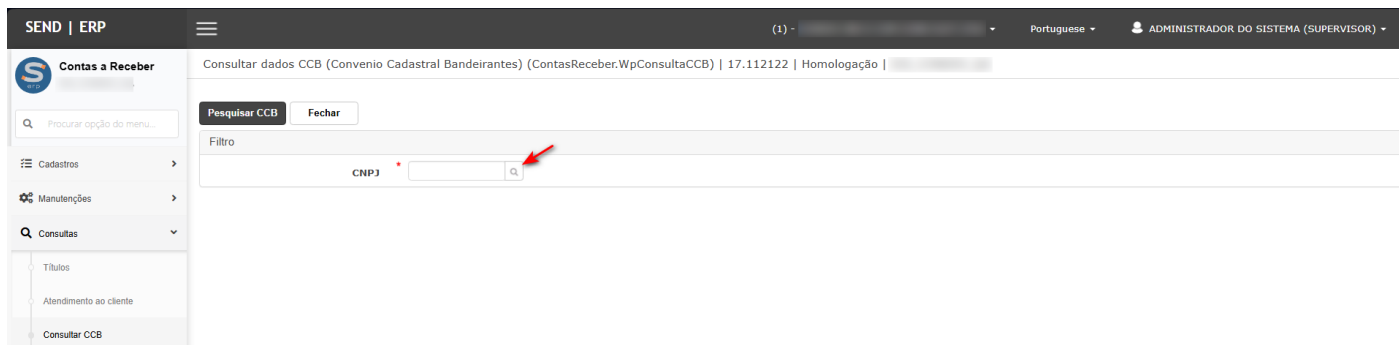 SEND | ERP
(1) -
Portuguese
ADMINISTRADOR DO SISTEMA (SUPERVISOR)
Contas a Receber
Consultar dados CCB (Convenio Cadastral Bandeirantes) (ContasReceber.WpConsultaCCB) | 17.112122 | Homologação |
Procurar opção do menu...
Pesquisar CCB
Fechar
Filtro
CNPJ *
Cadastros
Manutenções
Consultas
Títulos
Atendimento ao cliente
Consultar CCB